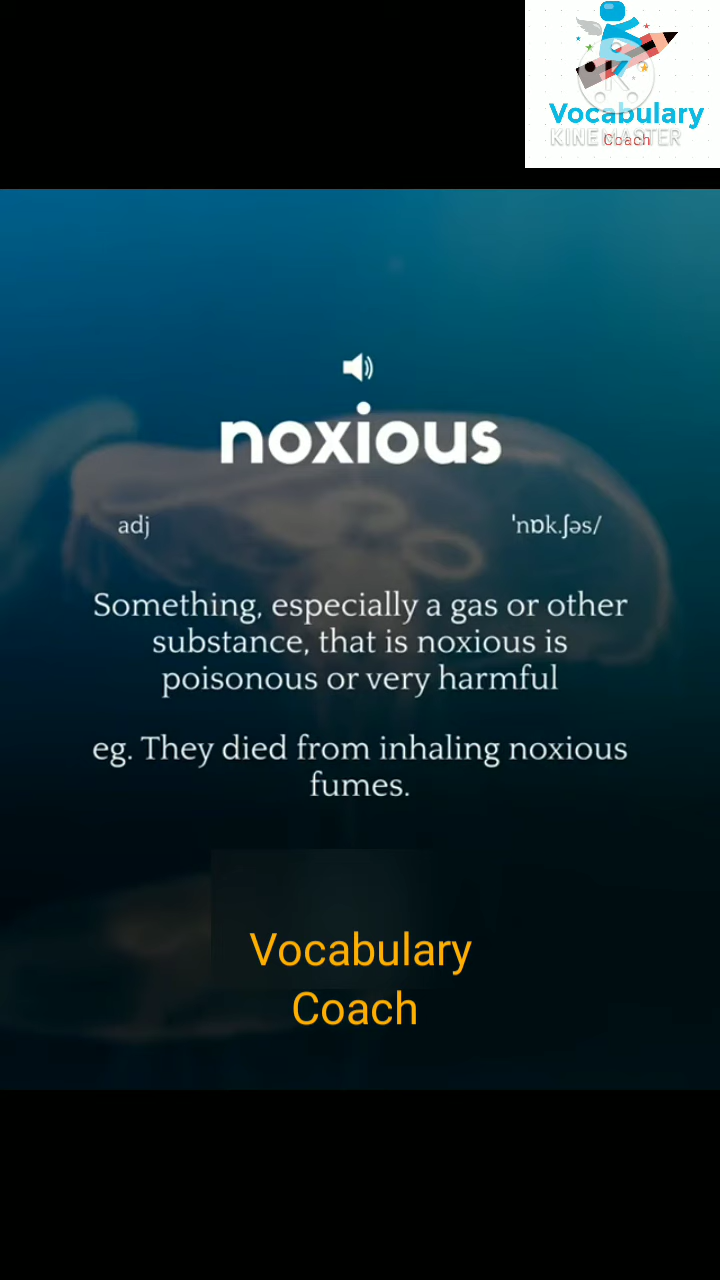 Vocabulary
KINEMASTER
Coach
noxious
adj
'nɒk.ʃəs/
Something, especially a gas or other
substance, that is noxious is
poisonous or very harmful
eg. They died from inhaling noxious
fumes.
Vocabulary
Coach